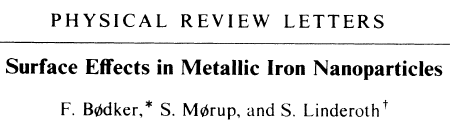 PHYSICAL REVIEW LETTERS
Surface Effects in Metallic Iron Nanoparticles
F. Bødker,* S. Mørup, and S. Linderoth†